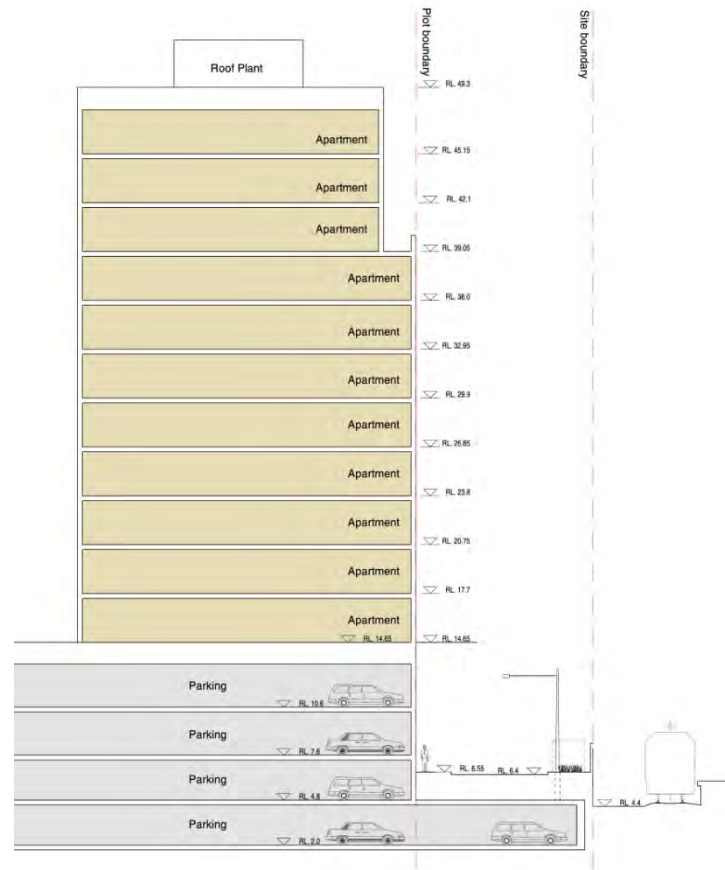 Plot boundary
Site boundary
Roof Plant
RL. 49.3
Apartment
RL. 45.15
Apartment
RL. 42.1
Apartment
RL. 39.05
Apartment
RL. 36.0
Apartment
RL. 32.95
Apartment
RL. 29.9
Apartment
RL. 26.85
Apartment
RL. 23.8
Apartment
RL. 20.75
Apartment
RL. 17.7
Apartment
RL. 14.65
RL. 14.65
Parking
RL. 10.6
Parking
RL. 7.6
RL. 6.55
RL. 6.4
Parking
RL. 4.8
RL. 4.4
Parking
RL. 2.0